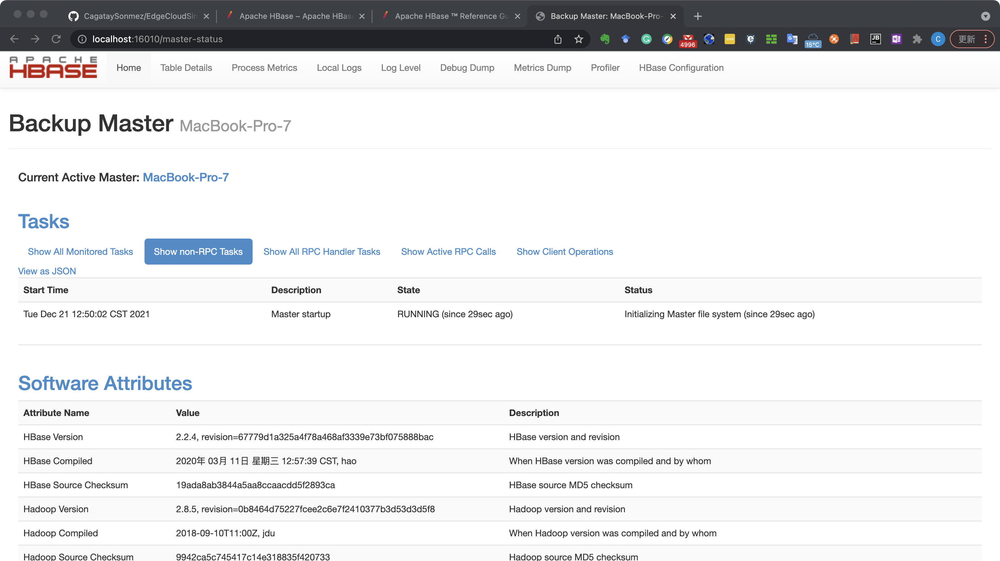 CagataySonmez/EdgeCloudSim
Apache HBase – Apache HBase
Apache HBase ™ Reference Gu
Backup Master: MacBook-Pro-
localhost:16010/master-status
4996
2048
15°C
JB
N
C
更新
APACHE
HBASE
Home Table Details Process Metrics Local Logs Log Level Debug Dump Metrics Dump Profiler HBase Configuration
Backup Master MacBook-Pro-7
Current Active Master: MacBook-Pro-7
Tasks
Show All Monitored Tasks Show non-RPC Tasks Show All RPC Handler Tasks Show Active RPC Calls Show Client Operations
View as JSON
Start Time Description State Status
Tue Dec 21 12:50:02 CST 2021 Master startup RUNNING (since 29sec ago) Initializing Master file system (since 29sec ago)
Software Attributes
Attribute Name Value Description
HBase Version 2.2.4, revision=67779d1a325a4f78a468af3339e73bf075888bac HBase version and revision
HBase Compiled 2020年 03月 11日 星期三 12:57:39 CST, hao When HBase version was compiled and by whom
HBase Source Checksum 19ada8ab3844a5aa8ccaacdd5f2893ca HBase source MD5 checksum
Hadoop Version 2.8.5, revision=0b8464d75227fcee2c6e7f2410377b3d53d3d5f8 Hadoop version and revision
Hadoop Compiled 2018-09-10T11:00Z, jdu When Hadoop version was compiled and by whom
Hadoop Source Checksum 9942ca5c745417c14e318835f420733 Hadoop source MD5 checksum